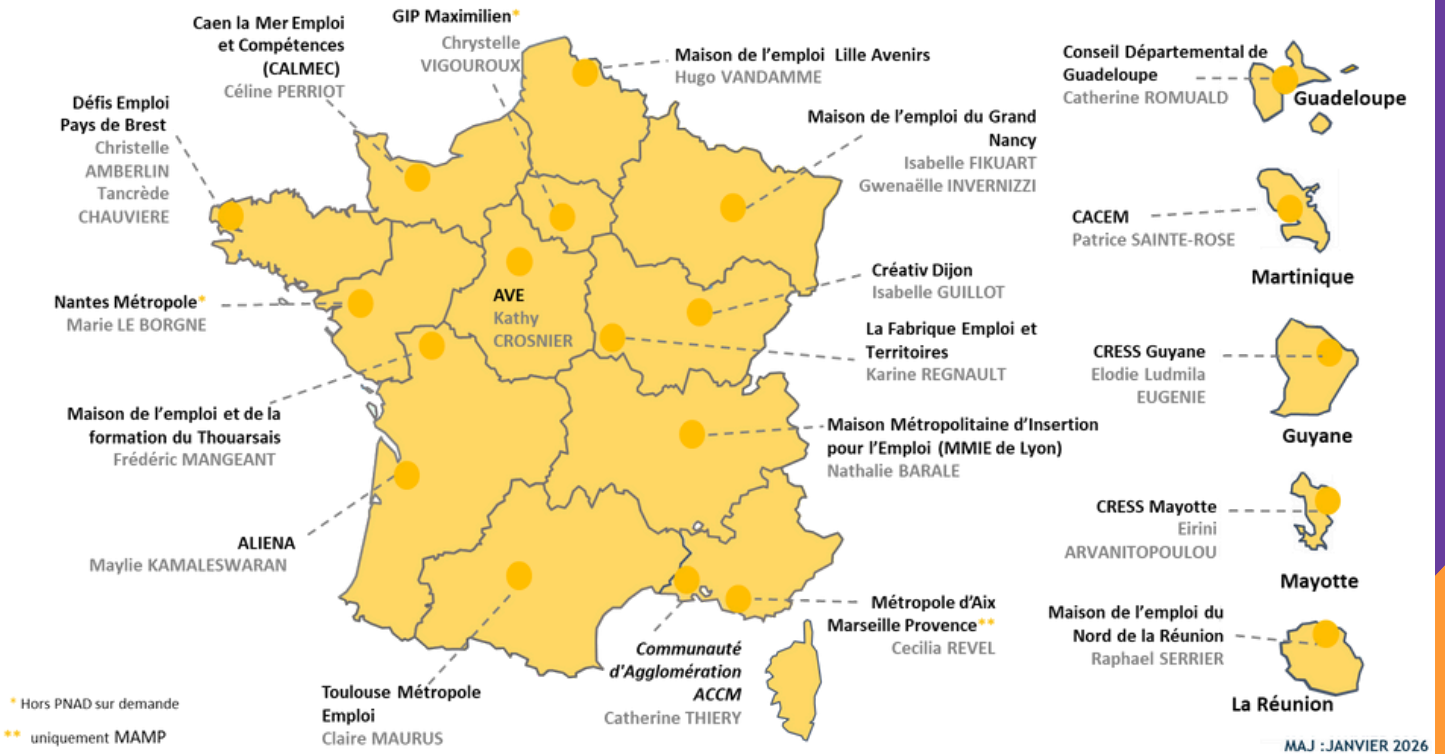 Caen la Mer Emploi
et Compétences
(CALMEC)
Céline PERRIOT
GIP Maximilien*
Chrystelle
VIGOUROUX
Maison de l'emploi Lille Avenirs
Hugo VANDAMME
Conseil Départemental de
Guadeloupe
Catherine ROMUALD
Guadeloupe
Défis Emploi
Pays de Brest
Christelle
AMBERLIN
Tancrède
CHAUVIERE
Maison de l'emploi du Grand
Nancy
Isabelle FIKUART
Gwenaëlle INVERNIZZI
CACEM
Patrice SAINTE-ROSE
Martinique
Nantes Métropole*
Marie LE BORGNE
AVE
Kathy
CROSNIER
Créativ Dijon
Isabelle GUILLOT
La Fabrique Emploi et
Territoires
Karine REGNAULT
CRESS Guyane
Elodie Ludmila
EUGENIE
Guyane
Maison de l'emploi et de la
formation du Thouarsais
Frédéric MANGEANT
Maison Métropolitaine d'Insertion
pour l'Emploi (MMIE de Lyon)
Nathalie BARALE
ALIENA
Maylie KAMALESWARAN
CRESS Mayotte
Eirini
ARVANITOPOULOU
Mayotte
Métropole d'Aix
Marseille Provence**
Cecilia REVEL
Maison de l'emploi du
Nord de la Réunion
Raphael SERRIER
La Réunion
Communauté
d'Agglomération
ACCM
Catherine THIERY
Toulouse Métropole
Emploi
Claire MAURUS
* Hors PNAD sur demande
** uniquement MAMP
MAJ :JANVIER 2026